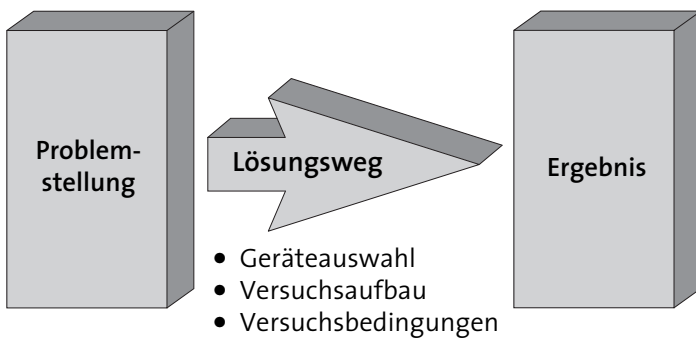 Problem-
stellung
Lösungsweg
Ergebnis
• Geräteauswahl
• Versuchsaufbau
• Versuchsbedingungen